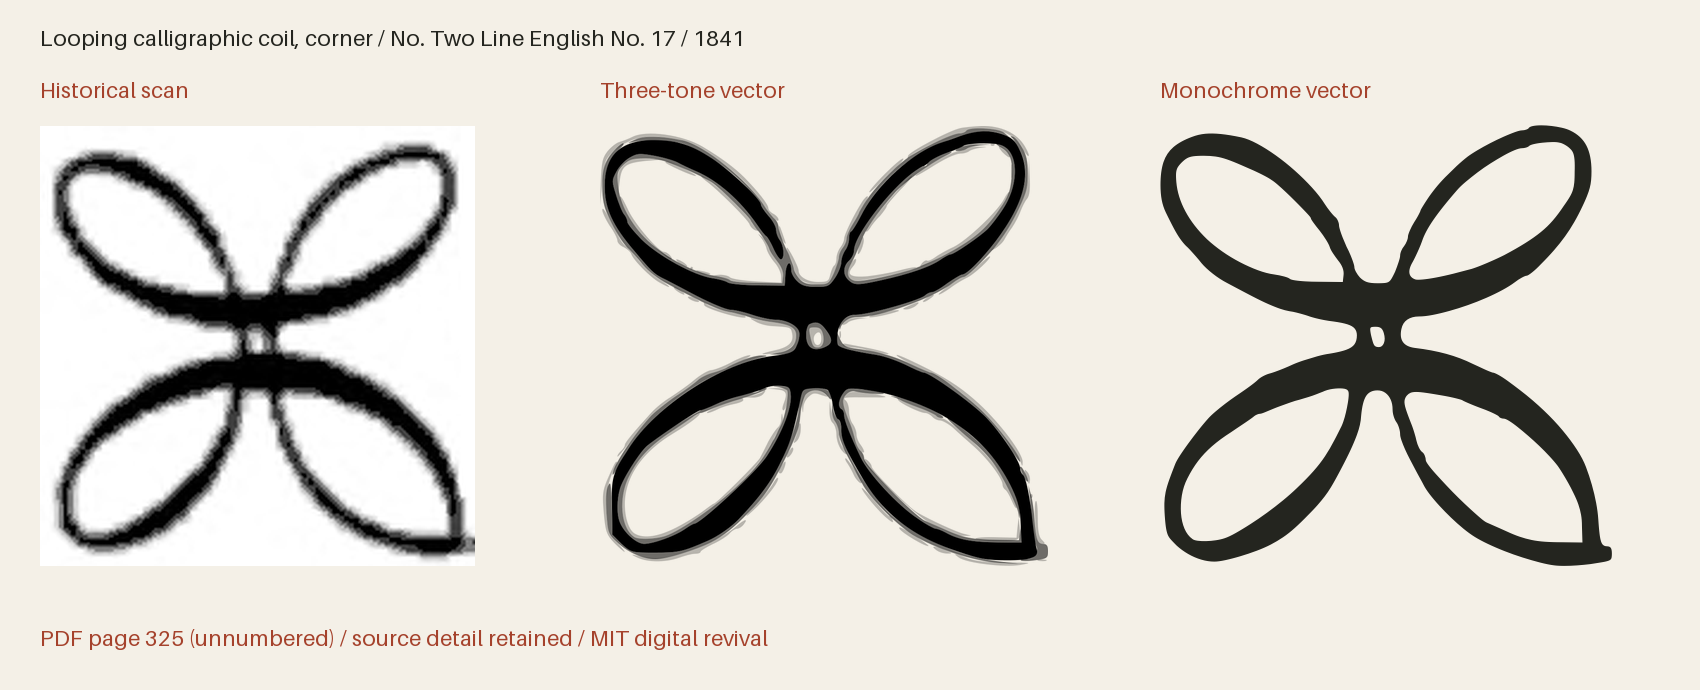 Looping calligraphic coil, corner / No. Two Line English No. 17 / 1841
Historical scan
Three-tone vector
Monochrome vector
PDF page 325 (unnumbered) / source detail retained / MIT digital revival